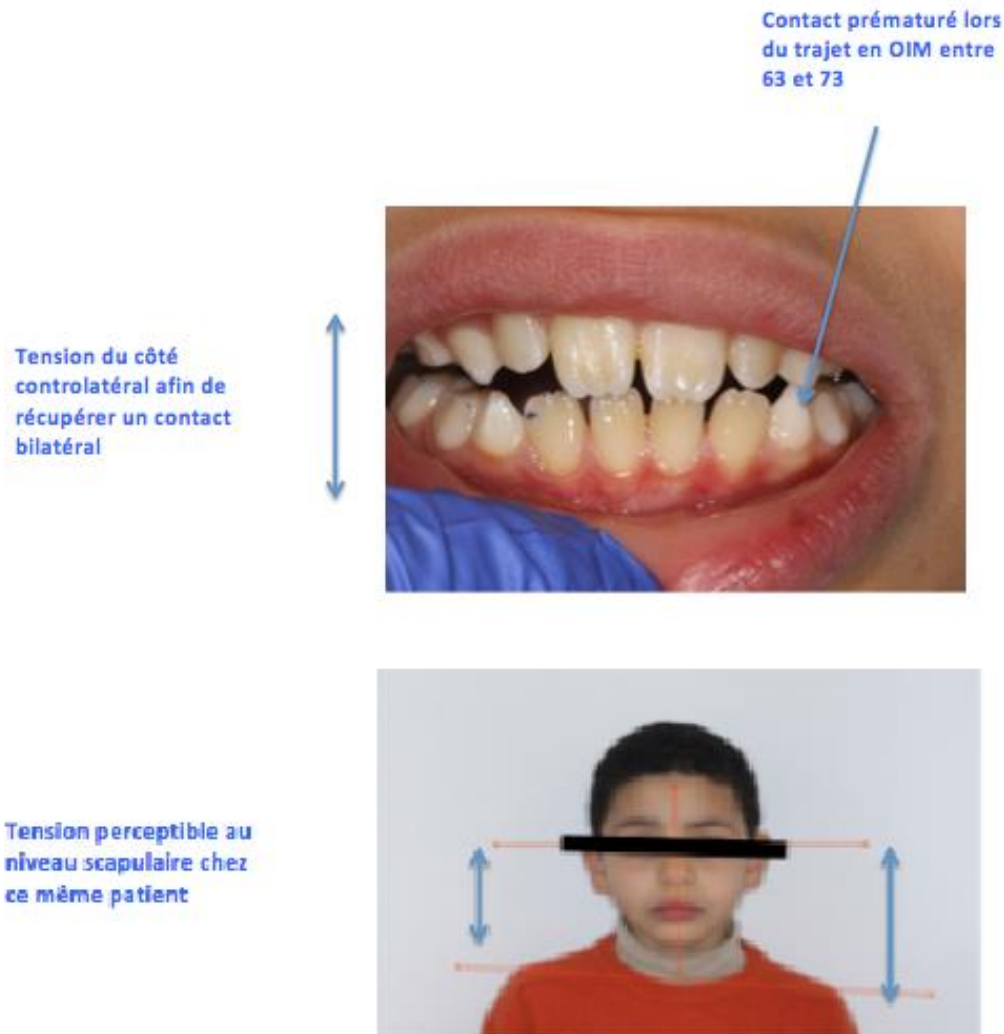 Contact prématuré lors
du trajet en OIM entre
63 et 73
Tension du côté
controlatéral afin de
récupérer un contact
bilatéral
Tension perceptible au
niveau scapulaire chez
ce même patient